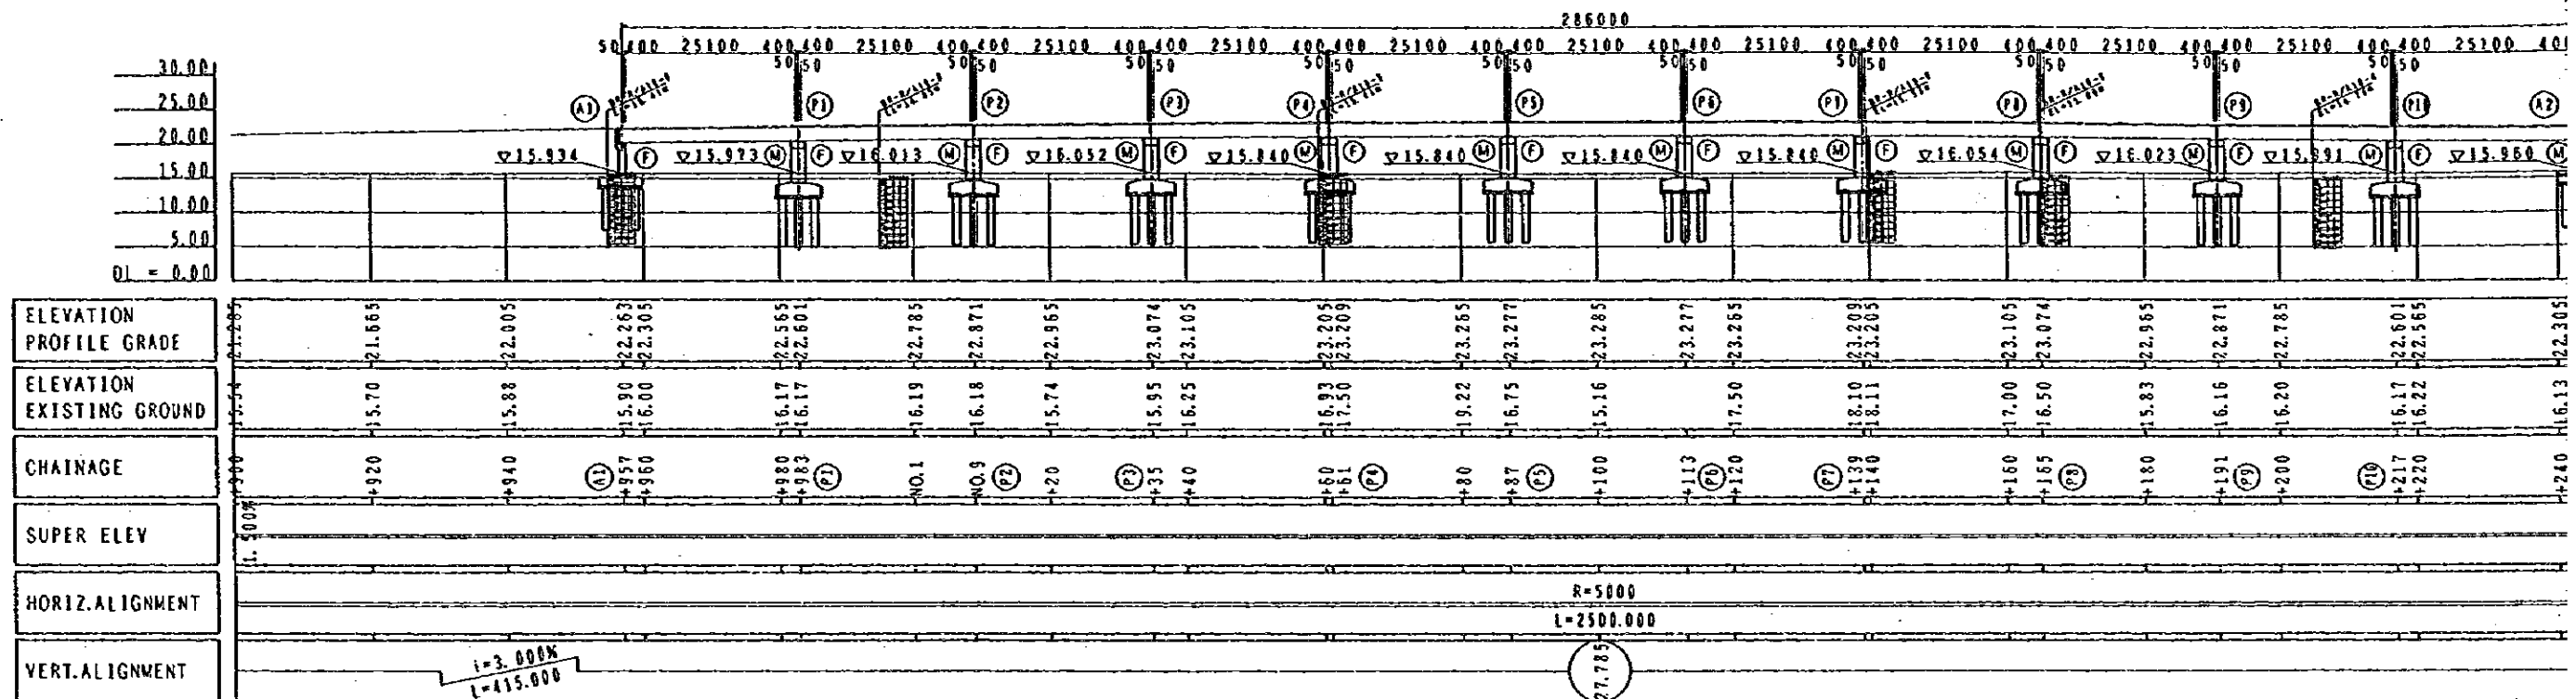 286000
50 400 25100 400 400 25100 400 400 25100 400 400 25100 400 400 25100 400 400 25100 400 400 25100 400 400 25100 400 400 25100 400 400 25100
50 50 50 50 50 50 50 50 50 50 50 50 50 50 50 50 50 50 50 50
30.00
25.00
20.00
15.00
10.00
5.00
DL = 0.00
A1 P1 P2 P3 P4 P5 P6 P7 P8 P9 P10 A2
▽15.934 F ▽15.973 M F ▽16.013 M F ▽16.052 M F ▽15.840 M F ▽15.840 M F ▽15.840 M F ▽15.840 M F ▽16.054 M F ▽16.023 M F ▽15.991 M F ▽15.960 M
ELEVATION
PROFILE GRADE
21.285 21.665 22.005 22.263 22.305 22.565 22.601 22.785 22.871 22.965 23.074 23.105 23.205 23.209 23.265 23.277 23.285 23.277 23.265 23.209 23.205 23.105 23.074 22.965 22.871 22.785 22.601 22.565 22.305
ELEVATION
EXISTING GROUND
15.70 15.88 15.90 16.00 16.17 16.17 16.19 16.18 15.74 15.95 16.25 16.93 17.50 19.22 16.75 15.16 17.50 18.10 18.11 17.00 16.50 15.83 16.16 16.20 16.17 16.22 16.13
CHAINAGE
+900 +920 +940 A1 +957 +960 +980 +983 P1 NO.1 NO.9 P2 +20 P3 +35 +40 +60 +61 P4 +80 +87 P5 +100 +113 P6 +120 P7 +139 +140 +160 +165 P8 +180 +191 P9 +200 P10 +217 +220 +240
SUPER ELEV
1.500%
HORIZ.ALIGNMENT
R=5000
L=2500.000
VERT.ALIGNMENT
i=3.000%
L=415.000
27.785